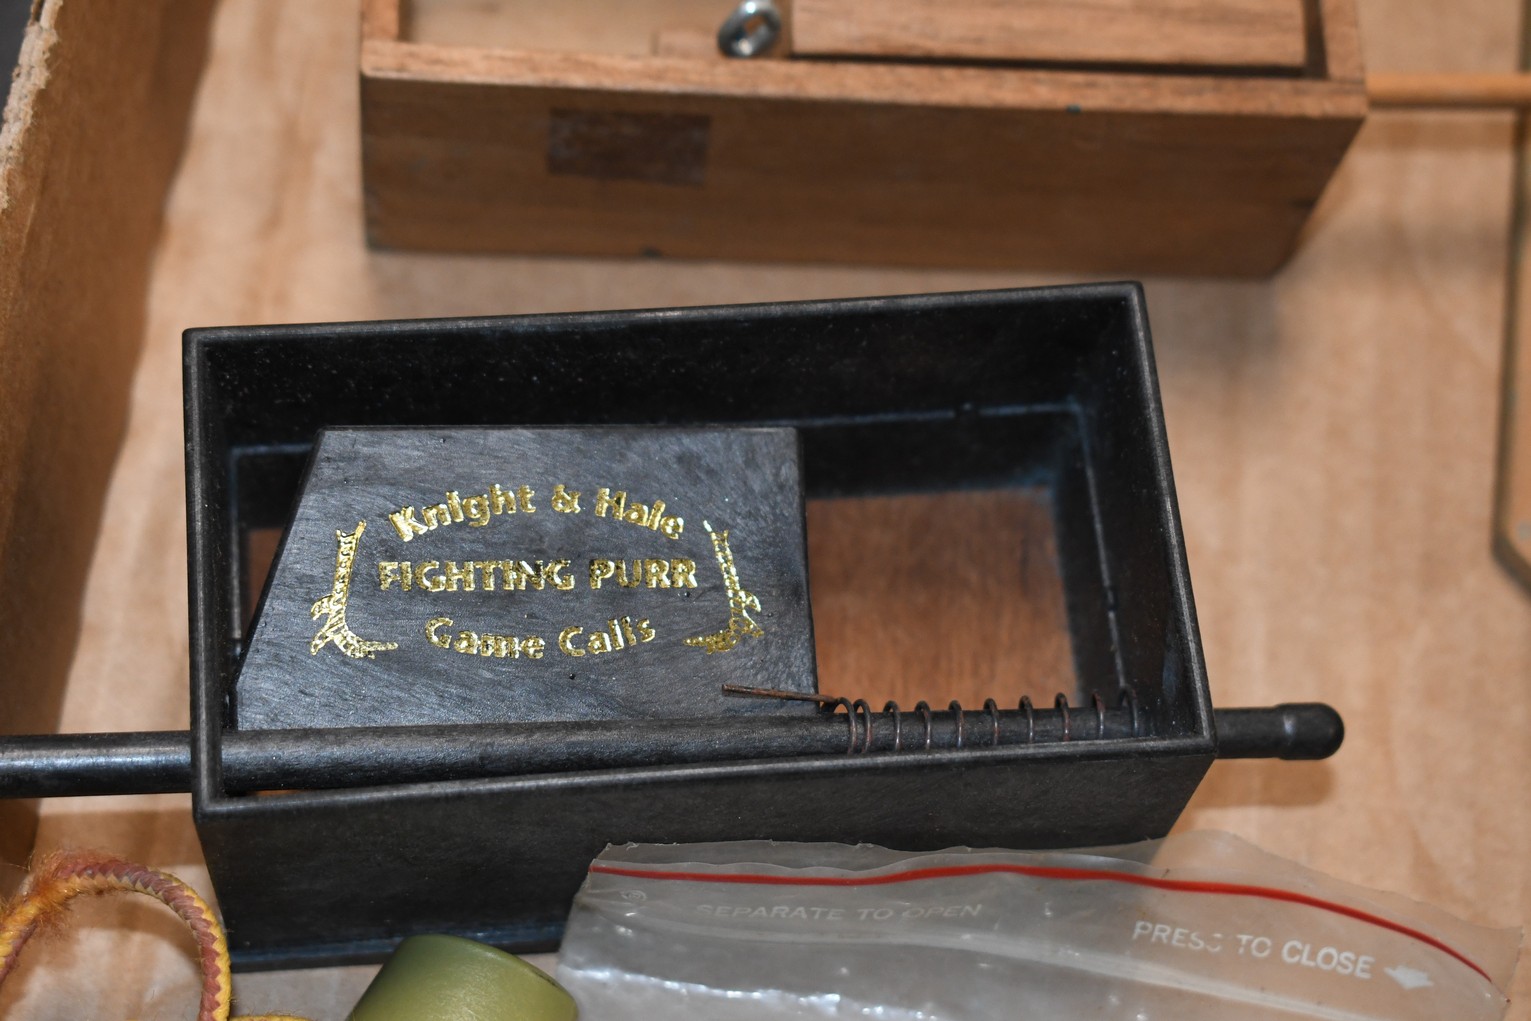 Knight & Hale
FIGHTING PURR
Game Calls
SEPARATE TO OPEN
PRESS TO CLOSE